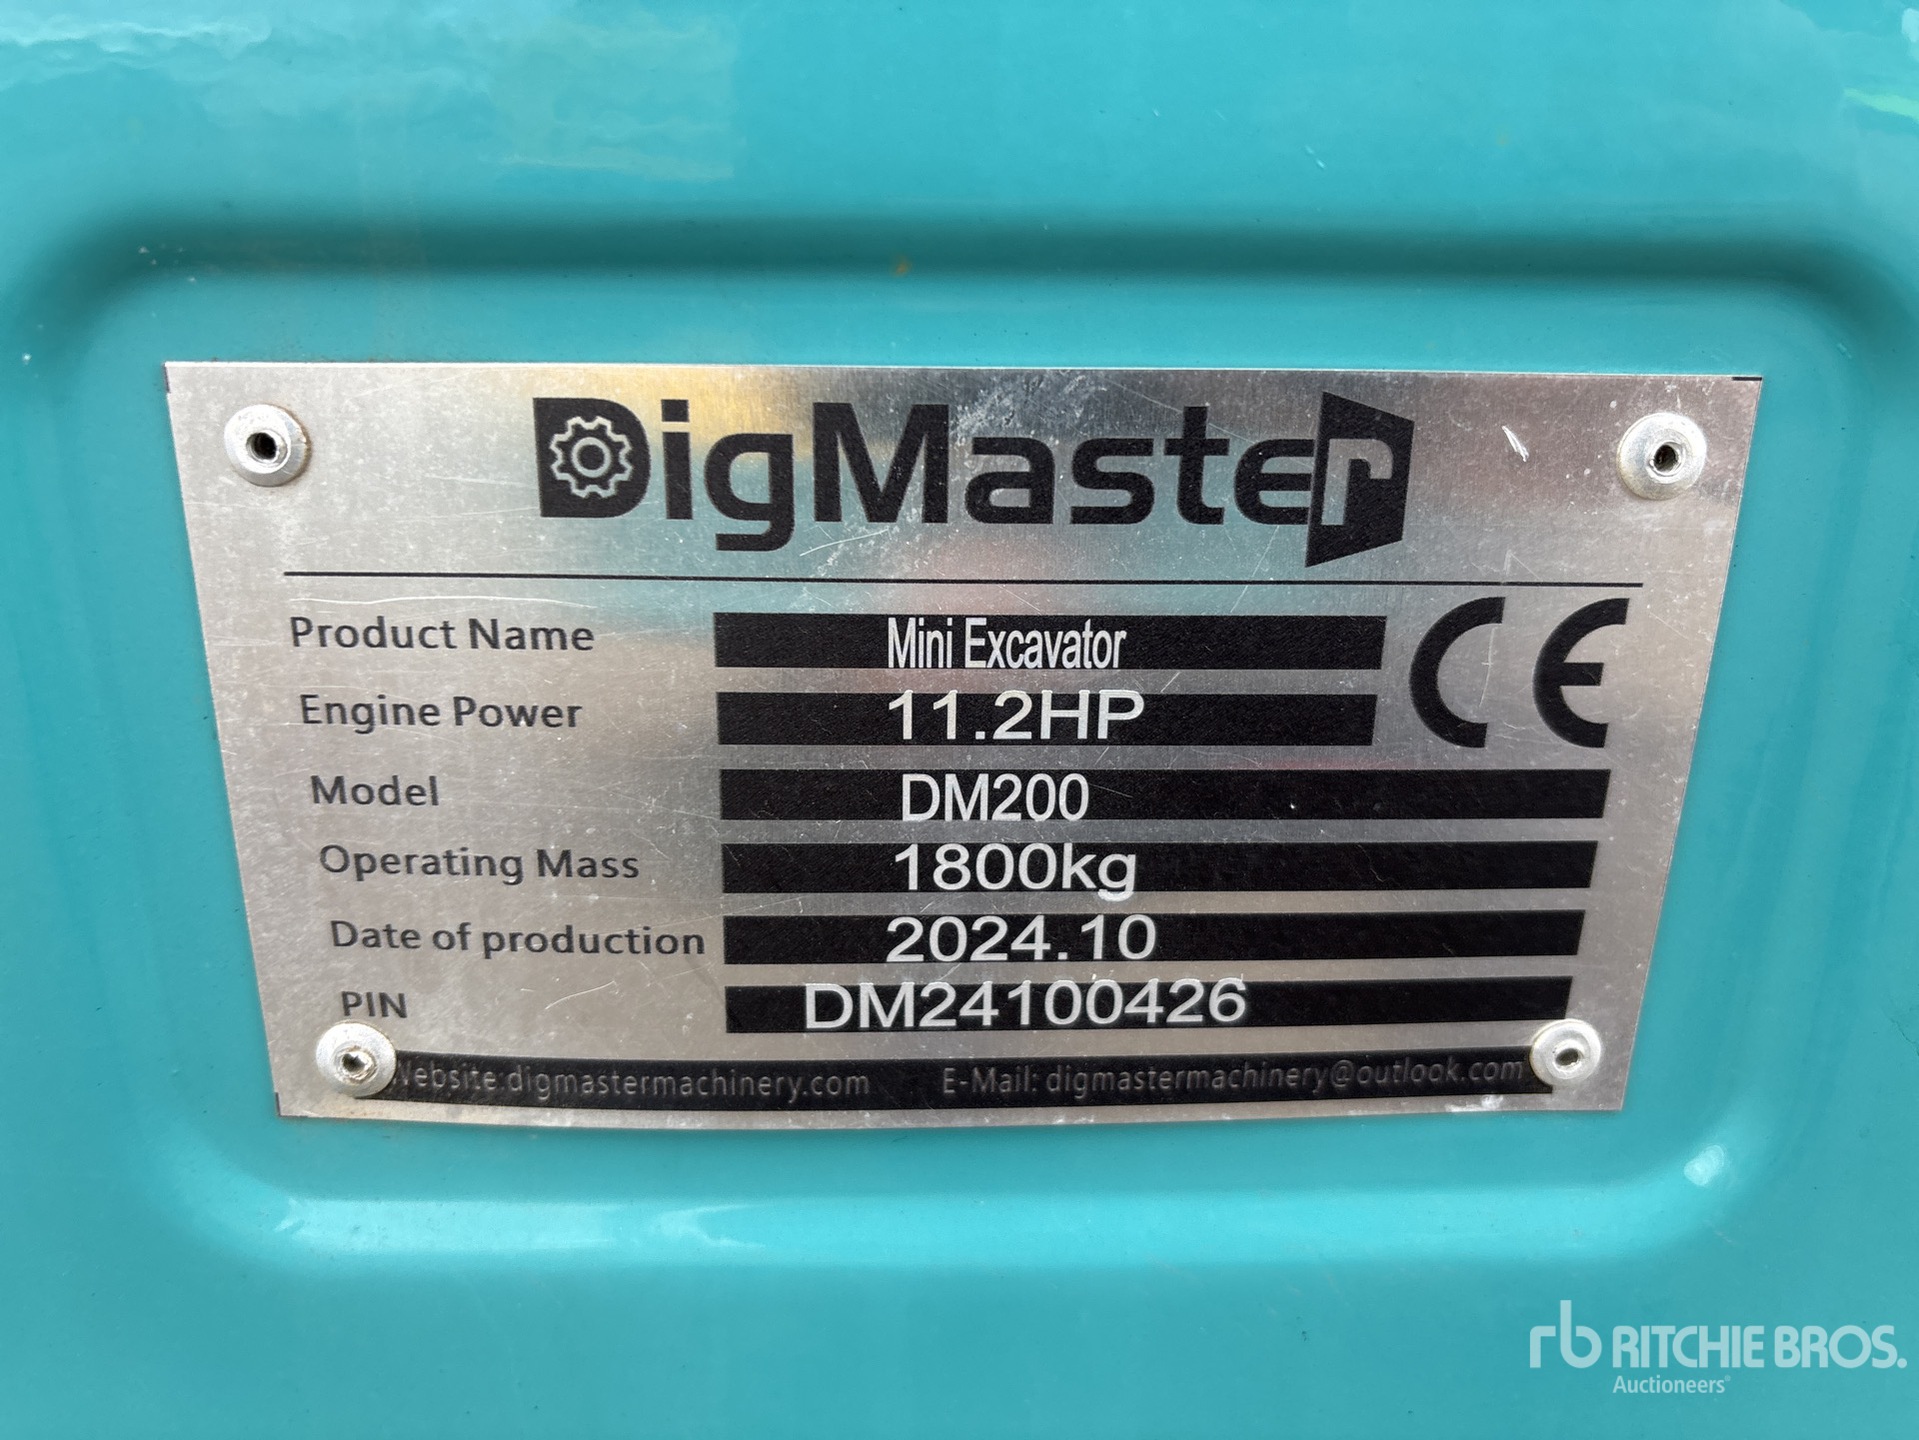 DigMaster
Product Name Mini Excavator
CE
Engine Power 11.2HP
Model DM200
Operating Mass 1800kg
Date of production 2024.10
PIN DM24100426
Website:digmastermachinery.com E-Mail: digmastermachinery@outlook.com
rb RITCHIE BROS.
Auctioneers